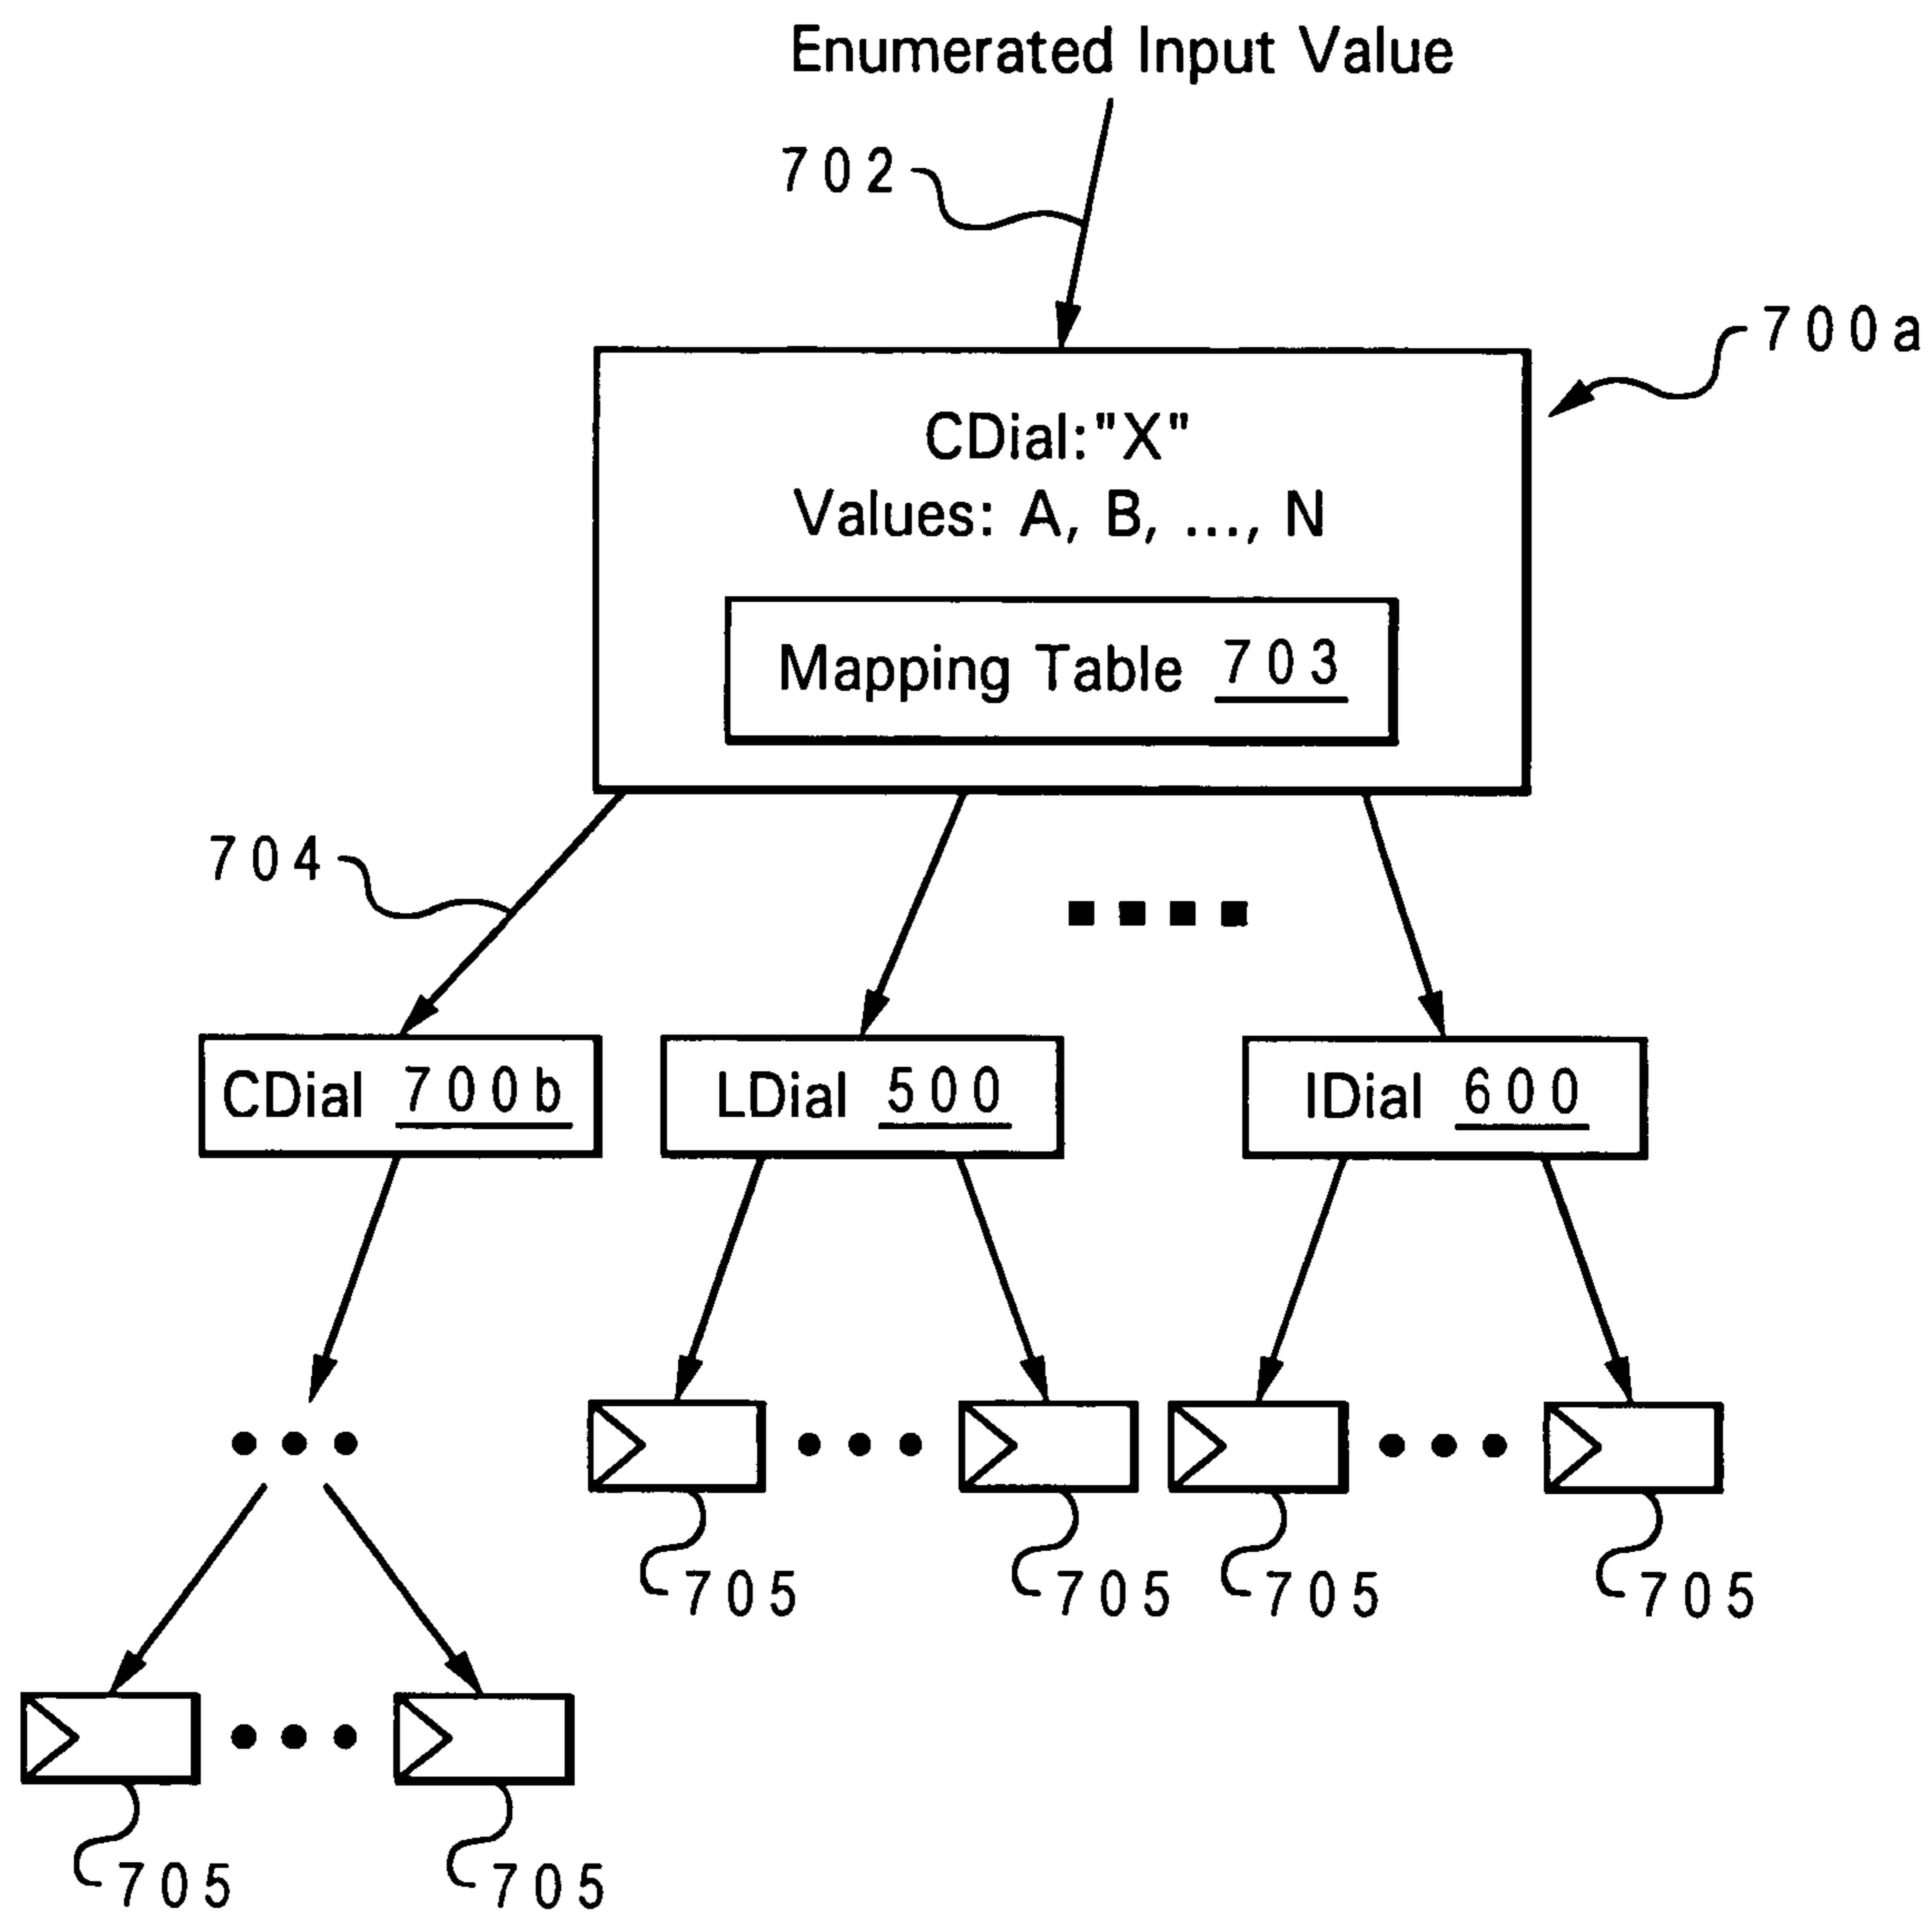 Enumerated Input Value
702
700a
CDial:"X"
Values: A, B, ..., N
Mapping Table 703
704
CDial 700b
LDial 500
IDial 600
705
705
705
705
705
705